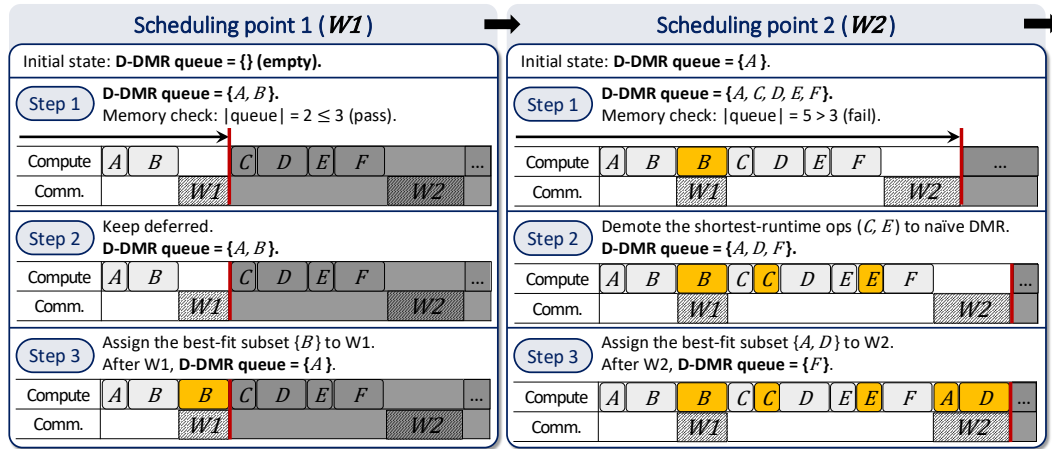 Scheduling point 1 (W1)
Initial state: D-DMR queue = {} (empty).
Step 1
D-DMR queue = {A, B}.
Memory check: |queue| = 2 ≤ 3 (pass).
Compute A B C D E F ...
Comm. W1 W2
Step 2
Keep deferred.
D-DMR queue = {A, B}.
Compute A B C D E F ...
Comm. W1 W2
Step 3
Assign the best-fit subset {B} to W1.
After W1, D-DMR queue = {A}.
Compute A B B C D E F ...
Comm. W1 W2
Scheduling point 2 (W2)
Initial state: D-DMR queue = {A}.
Step 1
D-DMR queue = {A, C, D, E, F}.
Memory check: |queue| = 5 > 3 (fail).
Compute A B B C D E F ...
Comm. W1 W2
Step 2
Demote the shortest-runtime ops (C, E) to naïve DMR.
D-DMR queue = {A, D, F}.
Compute A B B C C D E E F ...
Comm. W1 W2
Step 3
Assign the best-fit subset {A, D} to W2.
After W2, D-DMR queue = {F}.
Compute A B B C C D E E F A D ...
Comm. W1 W2